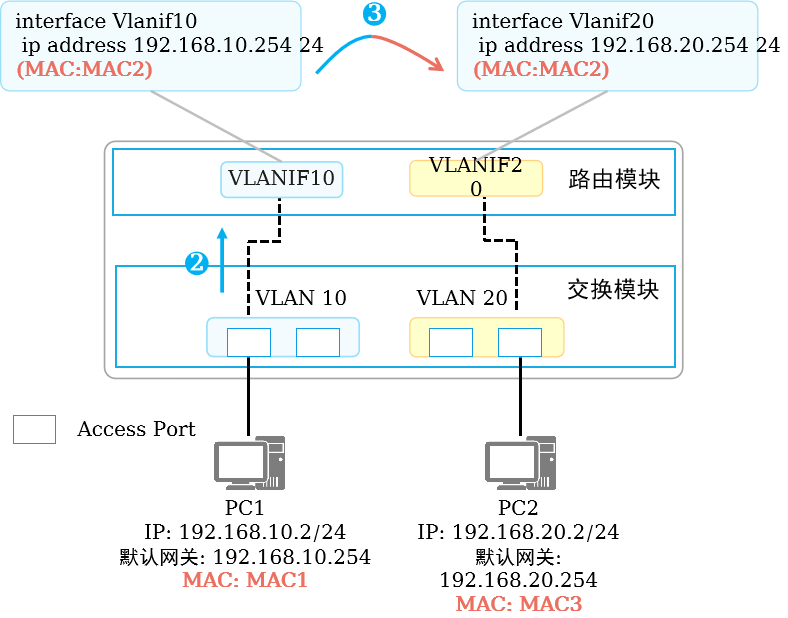 interface Vlanif10
ip address 192.168.10.254 24
(MAC:MAC2)
3
interface Vlanif20
ip address 192.168.20.254 24
(MAC:MAC2)
VLANIF10
VLANIF2
0
路由模块
2
VLAN 10
VLAN 20
交换模块
Access Port
PC1
IP: 192.168.10.2/24
默认网关: 192.168.10.254
MAC: MAC1
PC2
IP: 192.168.20.2/24
默认网关:
192.168.20.254
MAC: MAC3